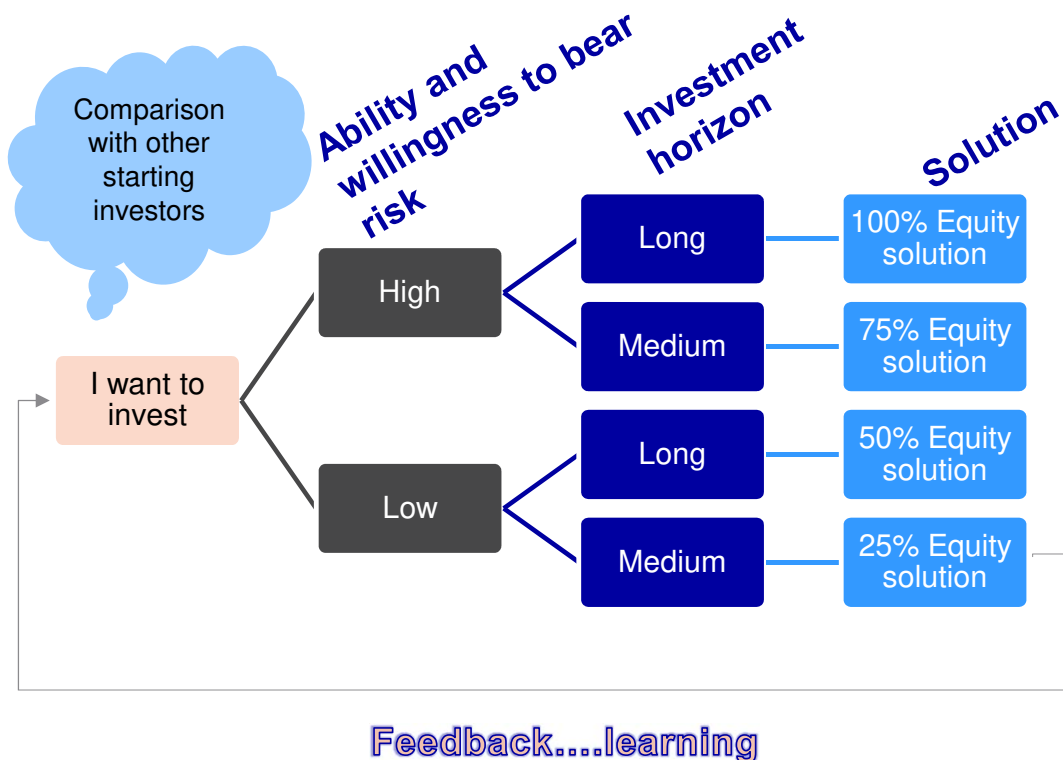 Comparison
with other
starting
investors
Ability and
willingness to bear
risk
Investment
horizon
Solution
I want to
invest
High
Low
Long
Medium
Long
Medium
100% Equity
solution
75% Equity
solution
50% Equity
solution
25% Equity
solution
Feedback....learning